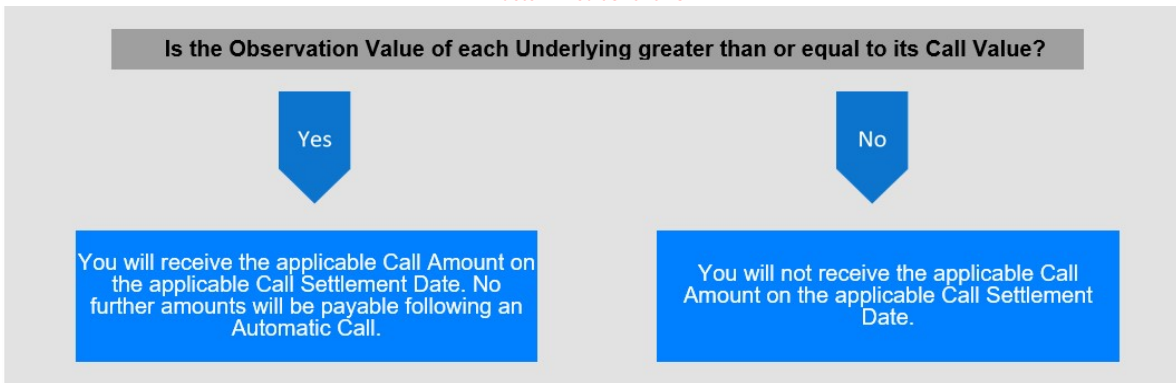 Is the Observation Value of each Underlying greater than or equal to its Call Value?
Yes
No
You will receive the applicable Call Amount on
the applicable Call Settlement Date. No
further amounts will be payable following an
Automatic Call.
You will not receive the applicable Call
Amount on the applicable Call Settlement
Date.